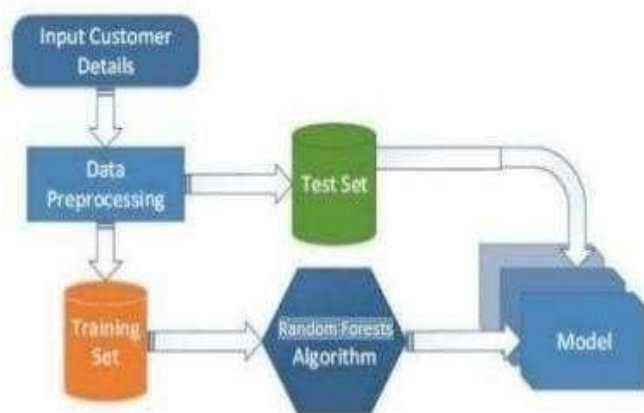 Input Customer
Details
Data
Preprocessing
Test Set
Training
Set
Random Forests
Algorithm
Model